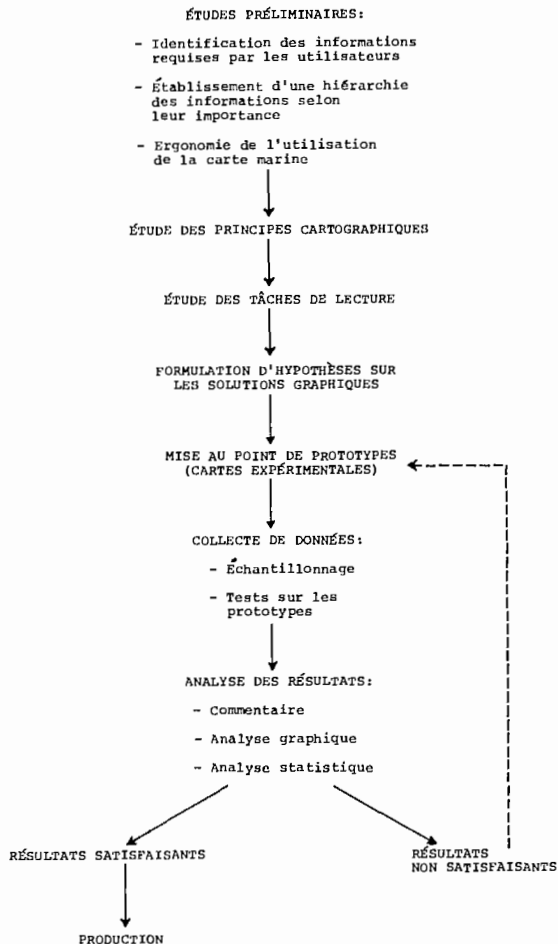 ÉTUDES PRÉLIMINAIRES:
- Identification des informations
requises par les utilisateurs
- Établissement d'une hiérarchie
des informations selon
leur importance
- Ergonomie de l'utilisation
de la carte marine
ÉTUDE DES PRINCIPES CARTOGRAPHIQUES
ÉTUDE DES TÂCHES DE LECTURE
FORMULATION D'HYPOTHÈSES SUR
LES SOLUTIONS GRAPHIQUES
MISE AU POINT DE PROTOTYPES
(CARTES EXPÉRIMENTALES)
COLLECTE DE DONNÉES:
- Échantillonnage
- Tests sur les
prototypes
ANALYSE DES RÉSULTATS:
- Commentaire
- Analyse graphique
- Analyse statistique
RÉSULTATS SATISFAISANTS
RÉSULTATS
NON SATISFAISANTS
PRODUCTION